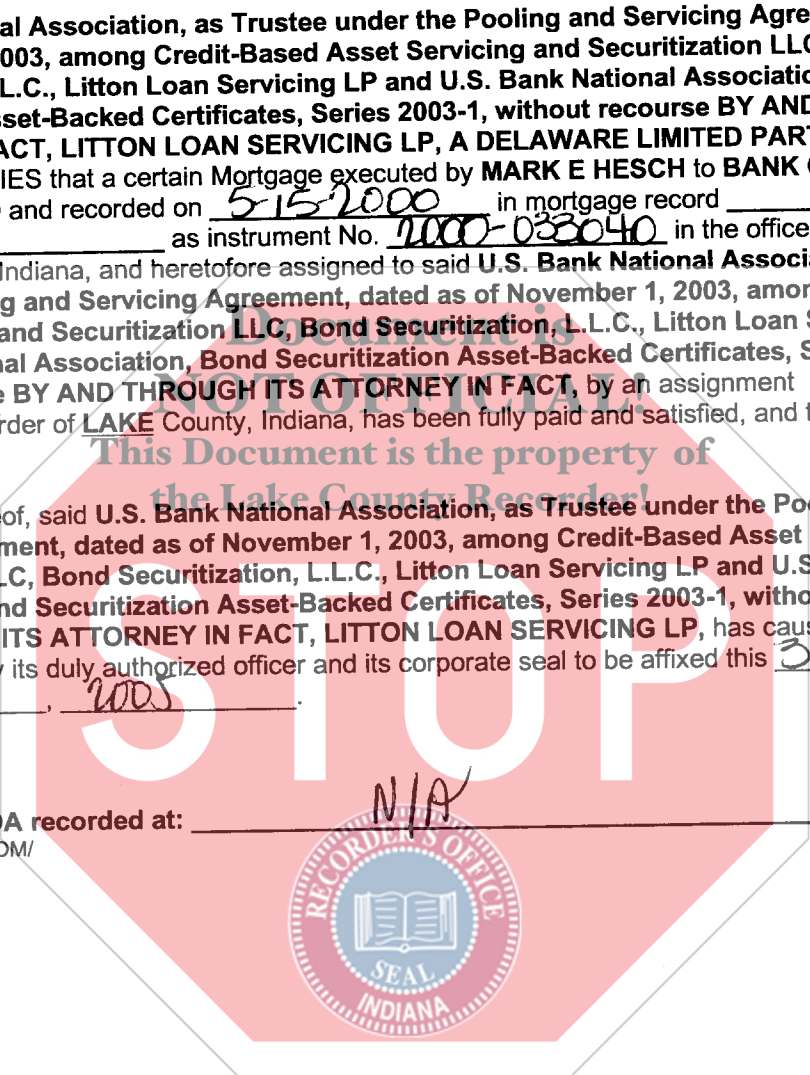 al Association, as Trustee under the Pooling and Servicing Agre
003, among Credit-Based Asset Servicing and Securitization LLC
L.C., Litton Loan Servicing LP and U.S. Bank National Associatio
sset-Backed Certificates, Series 2003-1, without recourse BY AND
ACT, LITTON LOAN SERVICING LP, A DELAWARE LIMITED PAR
IES that a certain Mortgage executed by MARK E HESCH to BANK
and recorded on 5-15-2000 in mortgage record
as instrument No. 2000-033040 in the office
Indiana, and heretofore assigned to said U.S. Bank National Associ
g and Servicing Agreement, dated as of November 1, 2003, amon
Document is
and Securitization LLC, Bond Securitization, L.L.C., Litton Loan S
al Association, Bond Securitization Asset-Backed Certificates, S
NOT OFFICIAL!
e BY AND THROUGH ITS ATTORNEY IN FACT, by an assignment
rder of LAKE County, Indiana, has been fully paid and satisfied, and t
This Document is the property of
the Lake County Recorder!
of, said U.S. Bank National Association, as Trustee under the Poo
ment, dated as of November 1, 2003, among Credit-Based Asset
LC, Bond Securitization, L.L.C., Litton Loan Servicing LP and U.S
nd Securitization Asset-Backed Certificates, Series 2003-1, witho
ITS ATTORNEY IN FACT, LITTON LOAN SERVICING LP, has caus
its duly authorized officer and its corporate seal to be affixed this 3
, 2005.
STOP
A recorded at: N/A
OM/
RECORDER'S OFFICE
SEAL
INDIANA